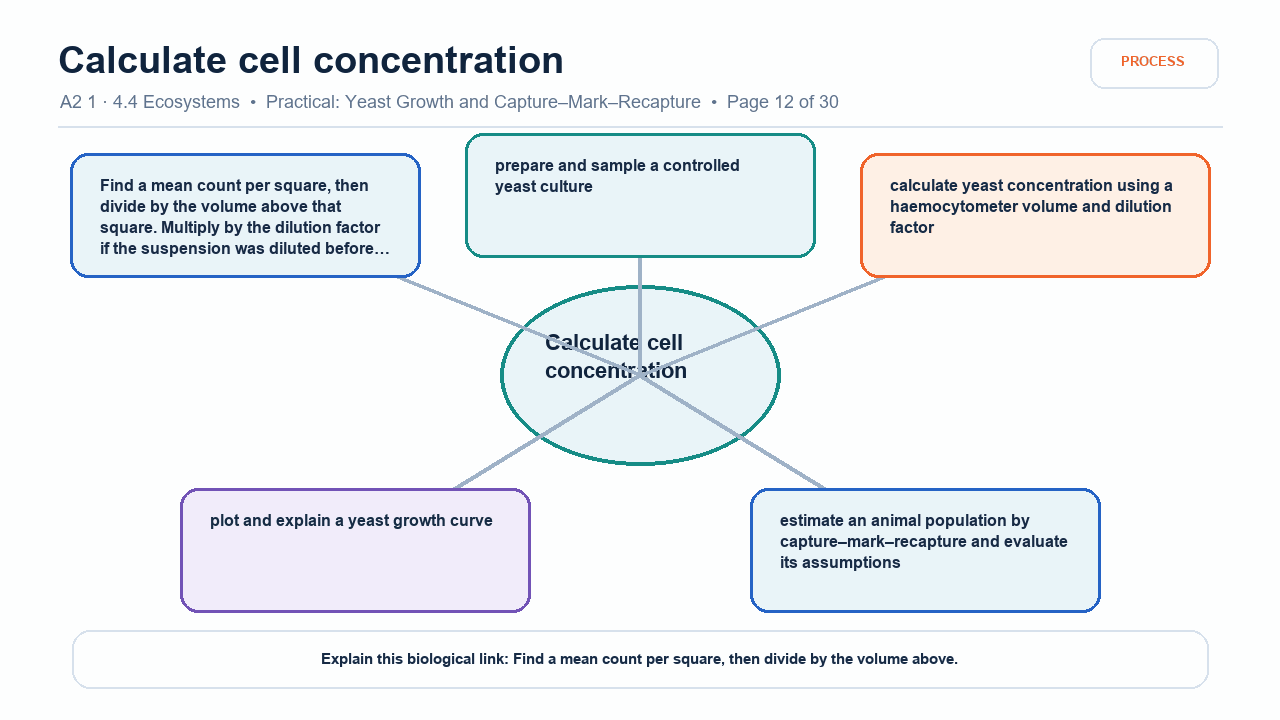 Calculate cell concentration
PROCESS
A2 1 · 4.4 Ecosystems • Practical: Yeast Growth and Capture–Mark–Recapture • Page 12 of 30
Find a mean count per square, then
divide by the volume above that
square. Multiply by the dilution factor
if the suspension was diluted before…
prepare and sample a controlled
yeast culture
calculate yeast concentration using a
haemocytometer volume and dilution
factor
Calculate cell
concentration
plot and explain a yeast growth curve
estimate an animal population by
capture–mark–recapture and evaluate
its assumptions
Explain this biological link: Find a mean count per square, then divide by the volume above.